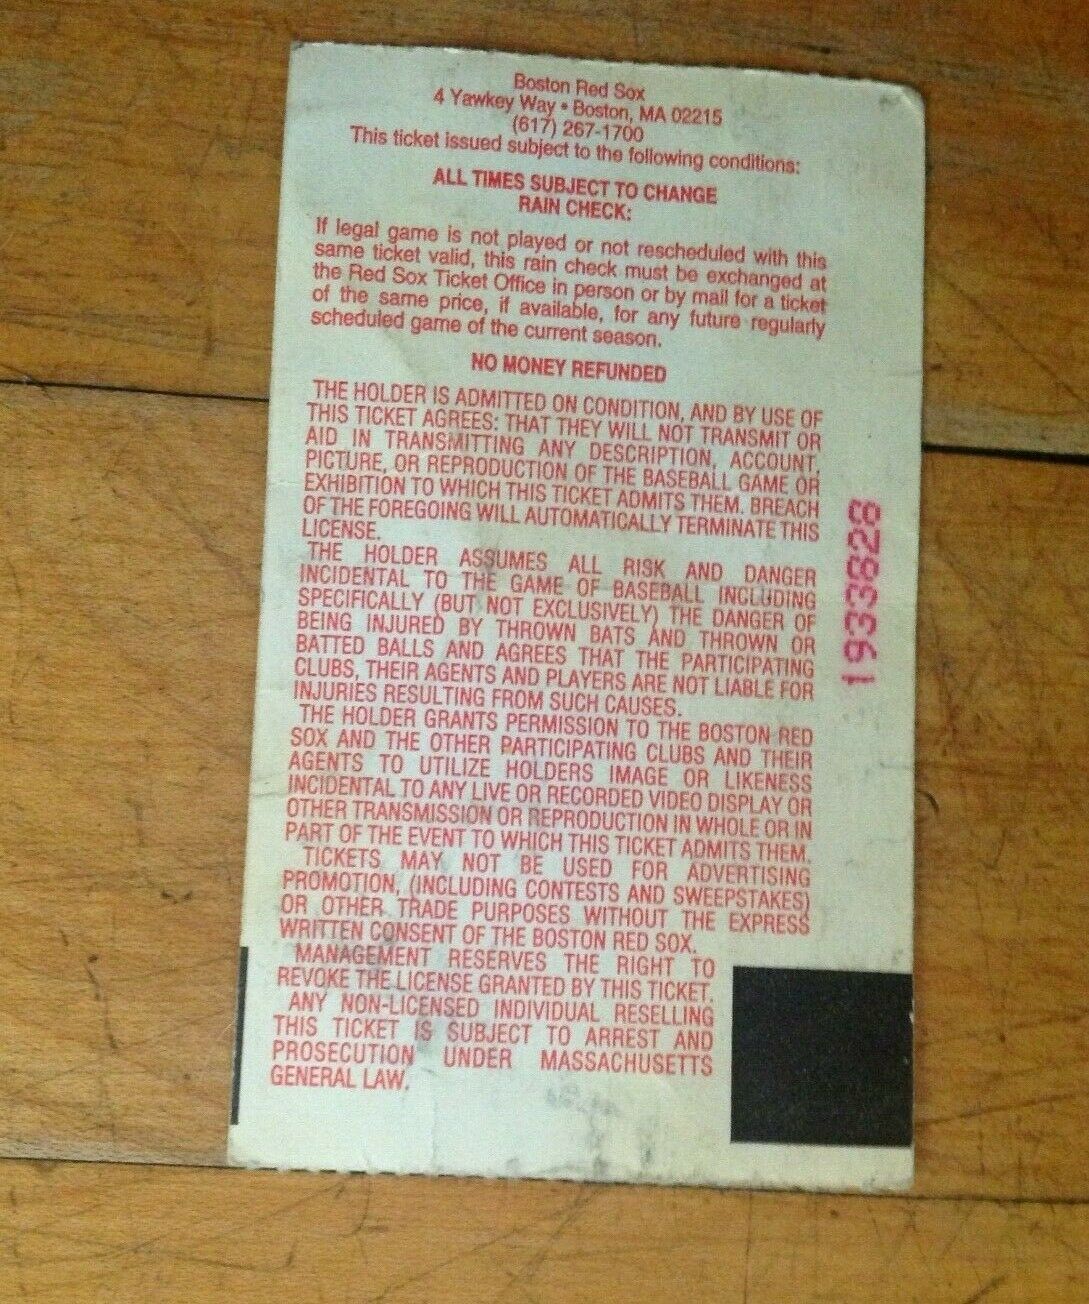 Boston Red Sox
4 Yawkey Way • Boston, MA 02215
(617) 267-1700
This ticket issued subject to the following conditions:
ALL TIMES SUBJECT TO CHANGE
RAIN CHECK:
If legal game is not played or not rescheduled with this
same ticket valid, this rain check must be exchanged at
the Red Sox Ticket Office in person or by mail for a ticket
of the same price, if available, for any future regularly
scheduled game of the current season.
NO MONEY REFUNDED
THE HOLDER IS ADMITTED ON CONDITION, AND BY USE OF
THIS TICKET AGREES: THAT THEY WILL NOT TRANSMIT OR
AID IN TRANSMITTING ANY DESCRIPTION, ACCOUNT,
PICTURE, OR REPRODUCTION OF THE BASEBALL GAME OR
EXHIBITION TO WHICH THIS TICKET ADMITS THEM. BREACH
OF THE FOREGOING WILL AUTOMATICALLY TERMINATE THIS
LICENSE.
THE HOLDER ASSUMES ALL RISK AND DANGER
INCIDENTAL TO THE GAME OF BASEBALL INCLUDING
SPECIFICALLY (BUT NOT EXCLUSIVELY) THE DANGER OF
BEING INJURED BY THROWN BATS AND THROWN OR
BATTED BALLS AND AGREES THAT THE PARTICIPATING
CLUBS, THEIR AGENTS AND PLAYERS ARE NOT LIABLE FOR
INJURIES RESULTING FROM SUCH CAUSES.
THE HOLDER GRANTS PERMISSION TO THE BOSTON RED
SOX AND THE OTHER PARTICIPATING CLUBS AND THEIR
AGENTS TO UTILIZE HOLDERS IMAGE OR LIKENESS
INCIDENTAL TO ANY LIVE OR RECORDED VIDEO DISPLAY OR
OTHER TRANSMISSION OR REPRODUCTION IN WHOLE OR IN
PART OF THE EVENT TO WHICH THIS TICKET ADMITS THEM.
TICKETS MAY NOT BE USED FOR ADVERTISING
PROMOTION, (INCLUDING CONTESTS AND SWEEPSTAKES)
OR OTHER TRADE PURPOSES WITHOUT THE EXPRESS
WRITTEN CONSENT OF THE BOSTON RED SOX.
MANAGEMENT RESERVES THE RIGHT TO
REVOKE THE LICENSE GRANTED BY THIS TICKET.
ANY NON-LICENSED INDIVIDUAL RESELLING
THIS TICKET IS SUBJECT TO ARREST AND
PROSECUTION UNDER MASSACHUSETTS
GENERAL LAW.
1933828